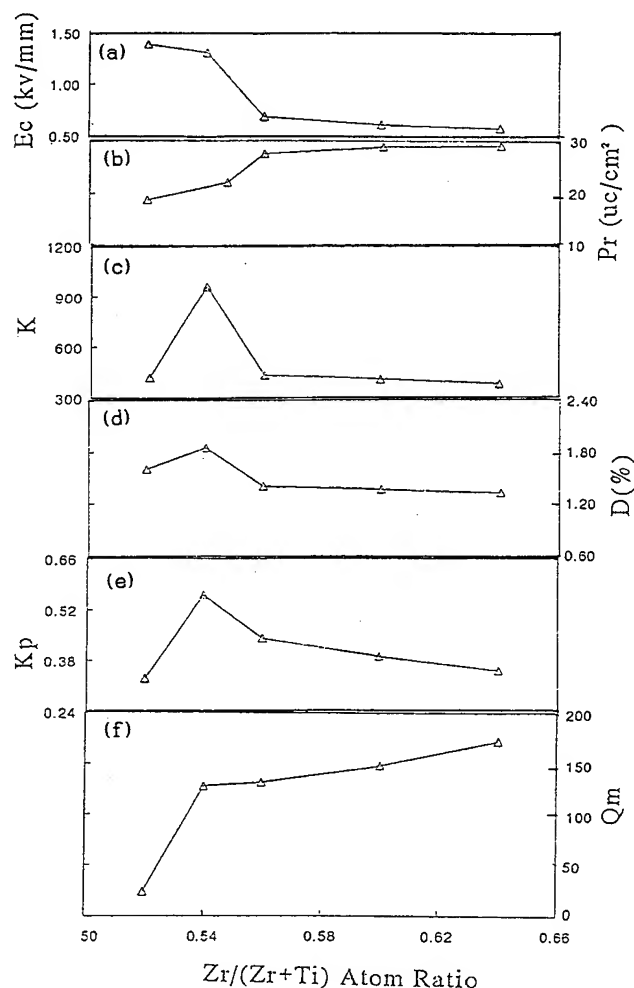 1.50
(a)
1.00
0.50
Ec (kv/mm)
(b)
30
20
10
Pr (uc/cm²)
1200
(c)
900
600
300
K
(d)
2.40
1.80
1.20
0.60
D(%)
0.66
(e)
0.52
0.38
0.24
Kp
(f)
200
150
100
50
0
Qm
50
0.54
0.58
0.62
0.66
Zr/(Zr+Ti) Atom Ratio